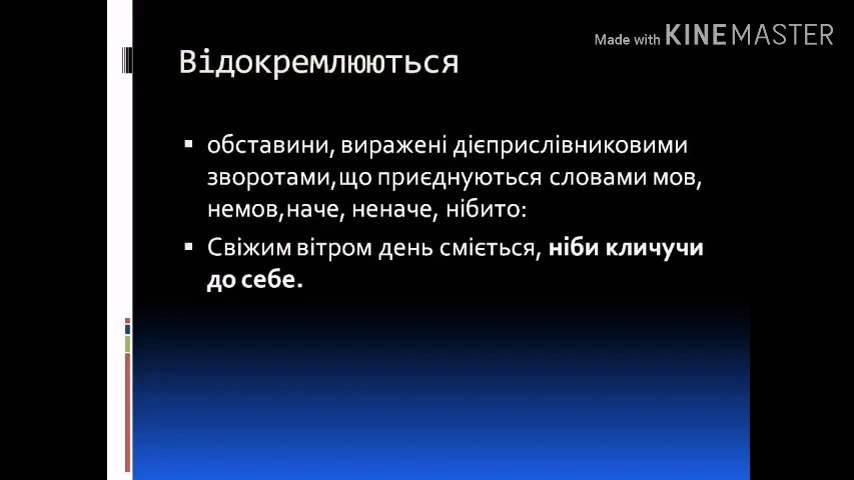 Made with KINEMASTER
Відокремлюються
▪ обставини, виражені дієприслівниковими
зворотами,що приєднуються словами мов,
немов,наче, неначе, нібито:
▪ Свіжим вітром день сміється, ніби кличучи
до себе.